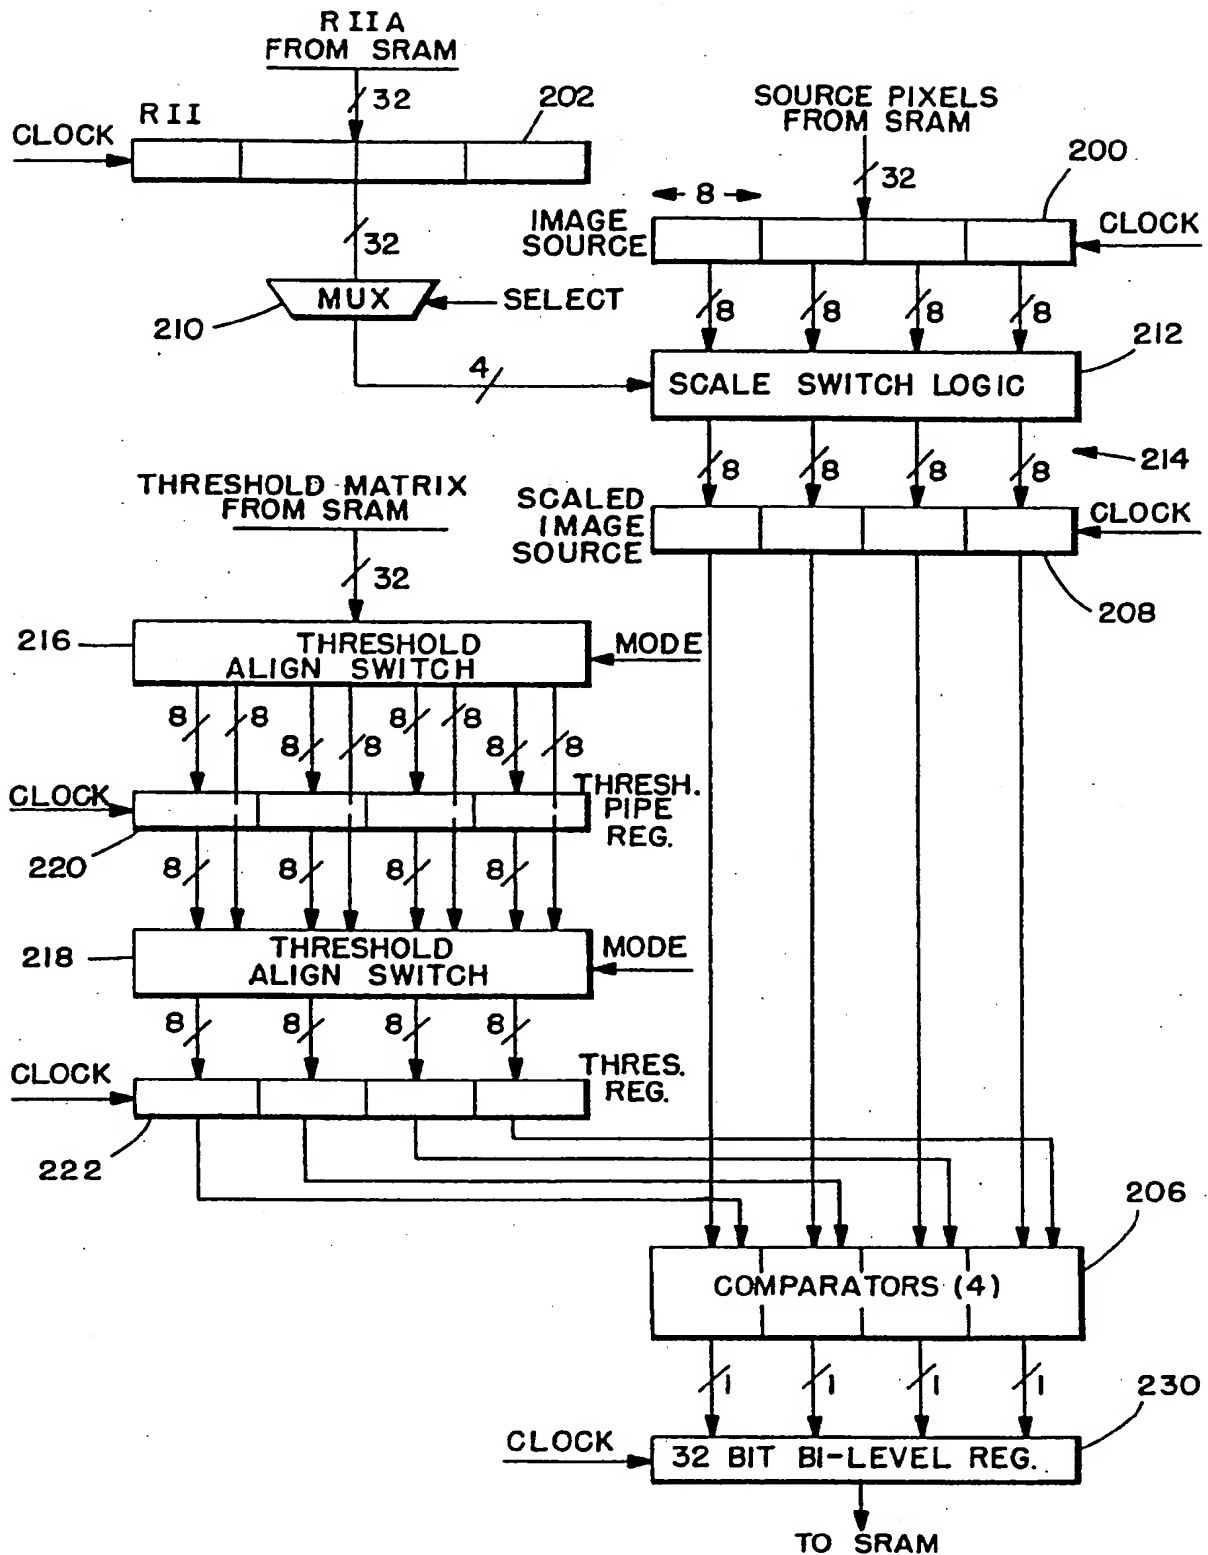 RIIA
FROM SRAM
32
RII
202
CLOCK
SOURCE PIXELS
FROM SRAM
32
200
8
IMAGE
SOURCE
CLOCK
32
MUX
SELECT
210
8
8
8
8
212
4
SCALE SWITCH LOGIC
8
8
8
8
214
THRESHOLD MATRIX
FROM SRAM
SCALED
IMAGE
SOURCE
CLOCK
32
208
216
THRESHOLD
ALIGN SWITCH
MODE
8
8
8
8
8
8
8
8
CLOCK
THRESH.
PIPE
REG.
220
8
8
8
8
218
THRESHOLD
ALIGN SWITCH
MODE
8
8
8
8
CLOCK
THRES.
REG.
222
206
COMPARATORS (4)
1
1
1
1
230
CLOCK
32 BIT BI-LEVEL REG.
TO SRAM